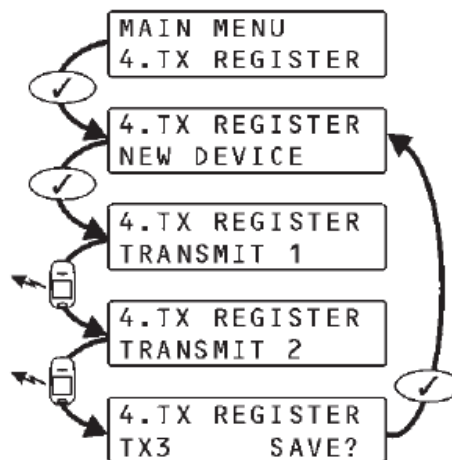 MAIN MENU
4.TX REGISTER
4.TX REGISTER
NEW DEVICE
4.TX REGISTER
TRANSMIT 1
4.TX REGISTER
TRANSMIT 2
4.TX REGISTER
TX3 SAVE?